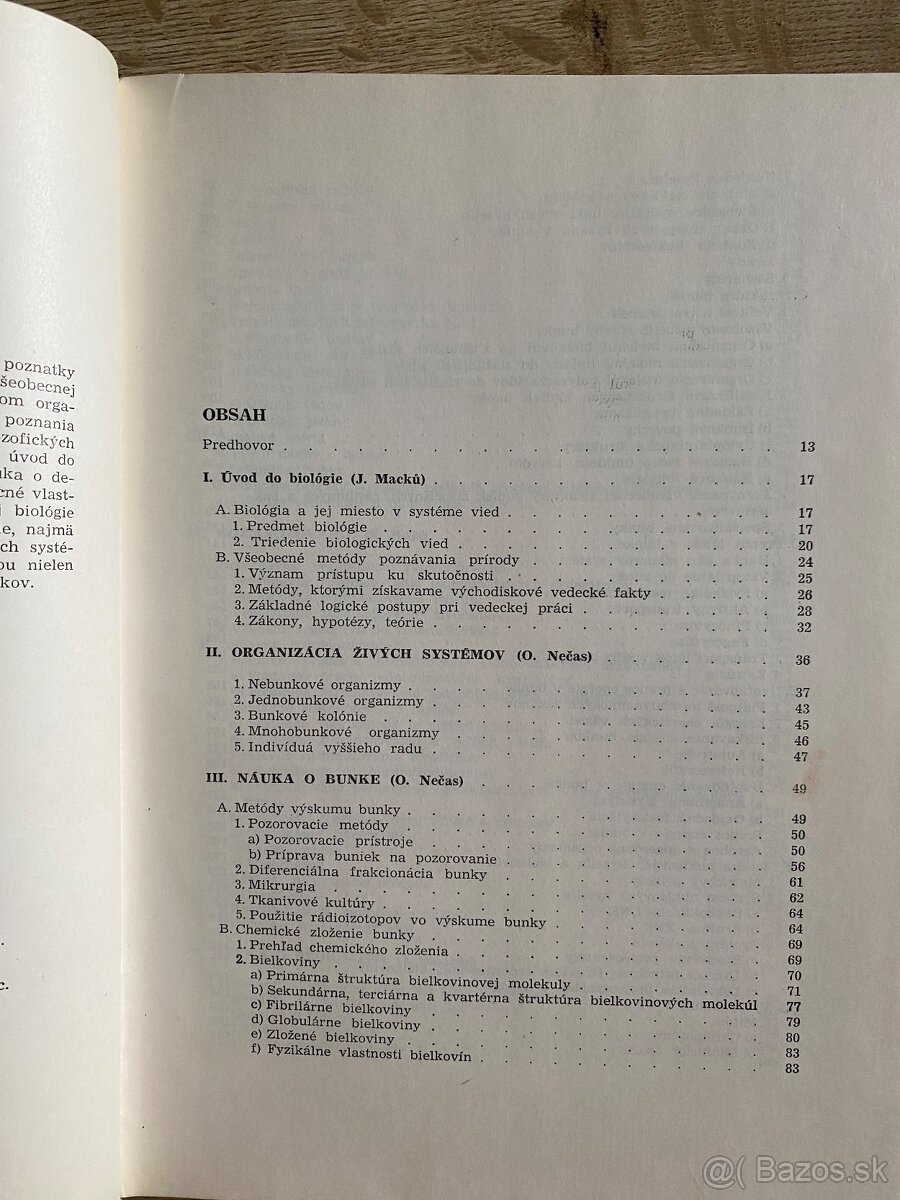 poznatky
šeobecnej
om orga-
poznania
zofických
úvod do
uka o de-
cné vlast-
j biológie
ie, najmä
ch systé-
ou nielen
kov.
c.
OBSAH
Predhovor . . . . . . . . . . . . . . . . . . 13
I. Úvod do biológie (J. Macků) . . . . . . . . . . . . 17
A. Biológia a jej miesto v systéme vied . . . . . . . . . 17
1. Predmet biológie . . . . . . . . . . . . . . 17
2. Triedenie biologických vied . . . . . . . . . . . 20
B. Všeobecné metódy poznávania prírody . . . . . . . . . 24
1. Význam prístupu ku skutočnosti . . . . . . . . . . 25
2. Metódy, ktorými získavame východiskové vedecké fakty . . . . 26
3. Základné logické postupy pri vedeckej práci . . . . . . . 28
4. Zákony, hypotézy, teórie . . . . . . . . . . . . 32
II. ORGANIZÁCIA ŽIVÝCH SYSTÉMOV (O. Nečas) . . . . . . 36
1. Nebunkové organizmy . . . . . . . . . . . . . 37
2. Jednobunkové organizmy . . . . . . . . . . . . 43
3. Bunkové kolónie . . . . . . . . . . . . . . 45
4. Mnohobunkové organizmy . . . . . . . . . . . . 46
5. Indivíduá vyššieho radu . . . . . . . . . . . . 47
III. NÁUKA O BUNKE (O. Nečas) . . . . . . . . . . . 49
A. Metódy výskumu bunky . . . . . . . . . . . . . 49
1. Pozorovacie metódy . . . . . . . . . . . . . 50
a) Pozorovacie prístroje . . . . . . . . . . . . 50
b) Príprava buniek na pozorovanie . . . . . . . . . 56
2. Diferenciálna frakcionácia bunky . . . . . . . . . . 61
3. Mikrurgia . . . . . . . . . . . . . . . . 62
4. Tkanivové kultúry . . . . . . . . . . . . . . 64
5. Použitie rádioizotopov vo výskume bunky . . . . . . . . 64
B. Chemické zloženie bunky . . . . . . . . . . . . 69
1. Prehľad chemického zloženia . . . . . . . . . . . 69
2. Bielkoviny . . . . . . . . . . . . . . . . 70
a) Primárna štruktúra bielkovinovej molekuly . . . . . . . 71
b) Sekundárna, terciárna a kvartérna štruktúra bielkovinových molekúl 77
c) Fibrilárne bielkoviny . . . . . . . . . . . . 79
d) Globulárne bielkoviny . . . . . . . . . . . . 80
e) Zložené bielkoviny . . . . . . . . . . . . . 83
f) Fyzikálne vlastnosti bielkovín . . . . . . . . . . 83
@( Bazos.sk